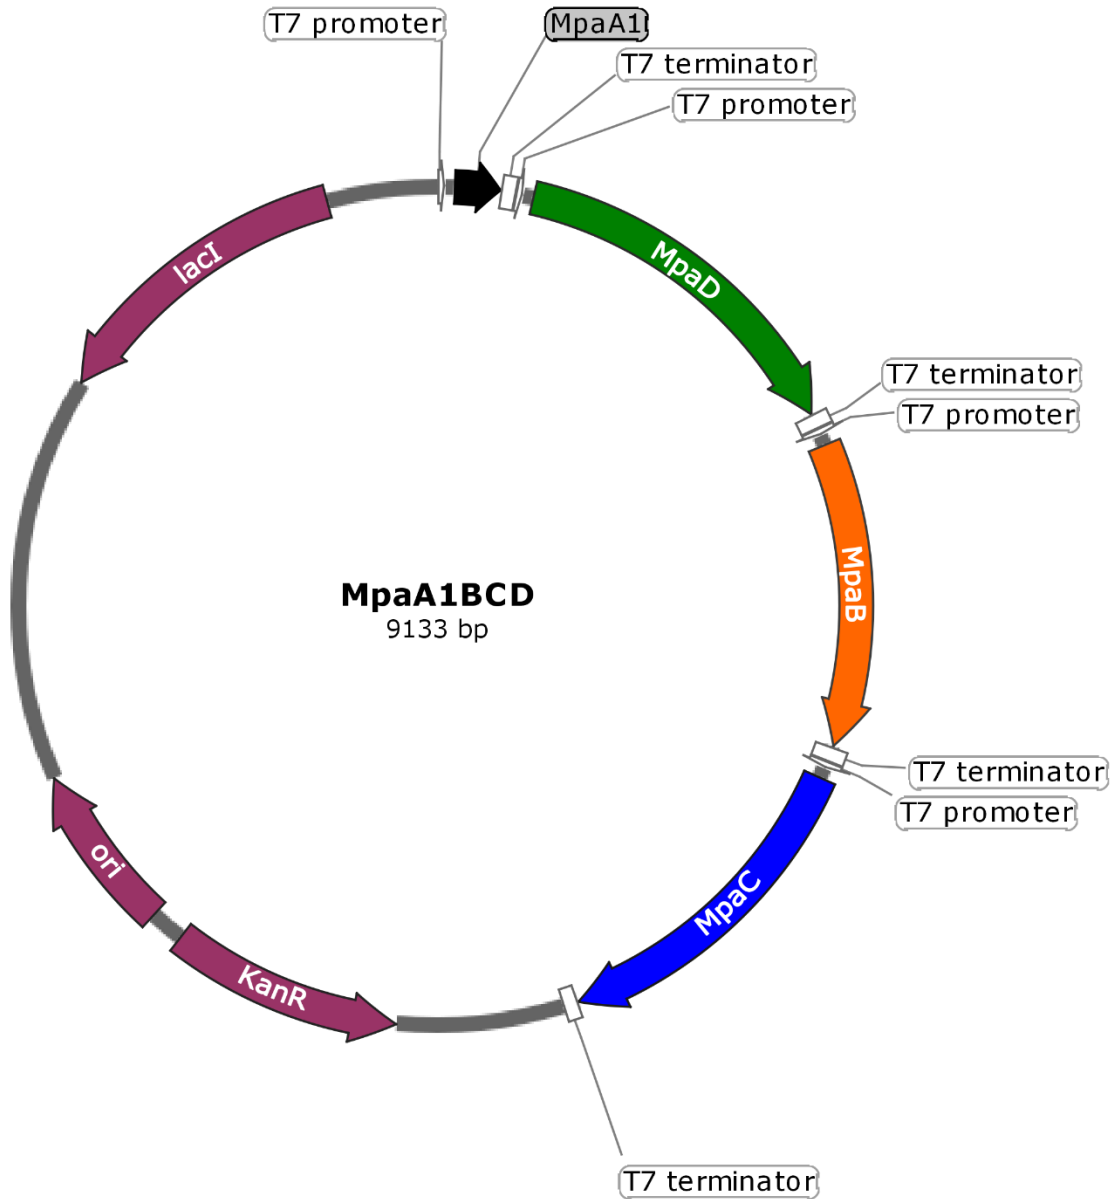 T7 promoter
MpaA1
T7 terminator
T7 promoter
lacI
MpaD
T7 terminator
T7 promoter
MpaB
MpaA1BCD
9133 bp
T7 terminator
T7 promoter
ori
MpaC
KanR
T7 terminator